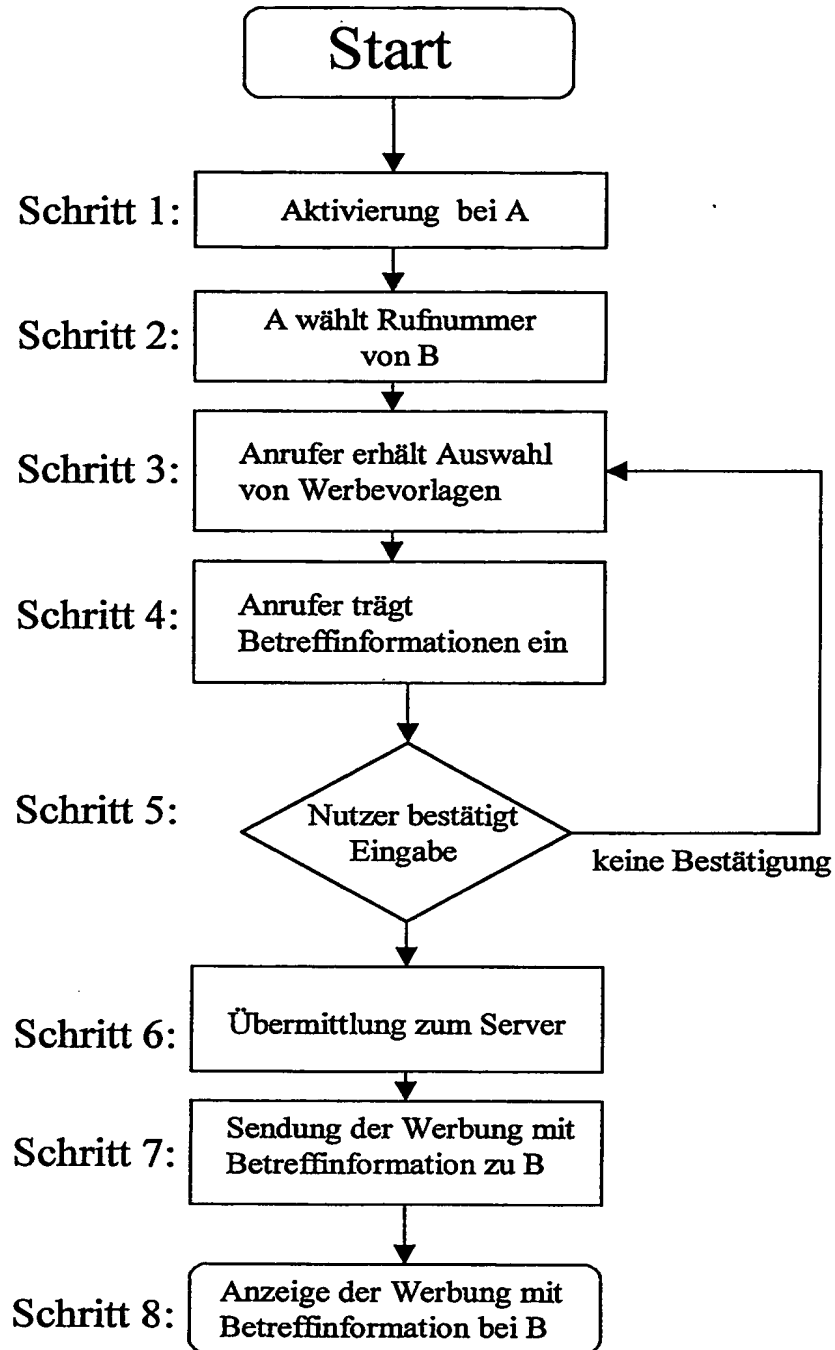 Start
Schritt 1:
Aktivierung bei A
Schritt 2:
A wählt Rufnummer
von B
Schritt 3:
Anrufer erhält Auswahl
von Werbevorlagen
Schritt 4:
Anrufer trägt
Betreffinformationen ein
Schritt 5:
Nutzer bestätigt
Eingabe
keine Bestätigung
Schritt 6:
Übermittlung zum Server
Schritt 7:
Sendung der Werbung mit
Betreffinformation zu B
Schritt 8:
Anzeige der Werbung mit
Betreffinformation bei B